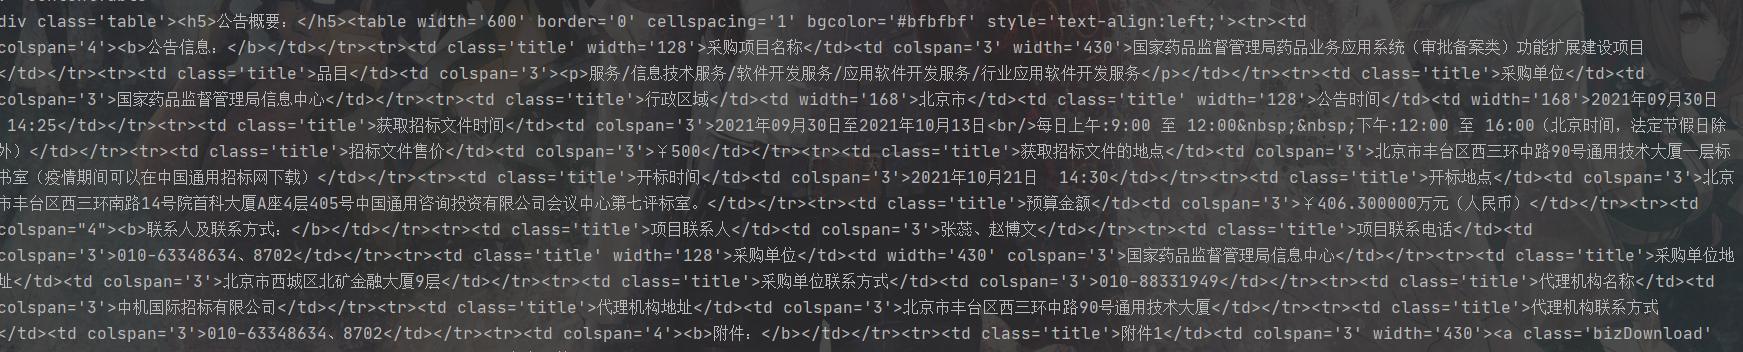 div class='table'><h5>公告概要：</h5><table width='600' border='0' cellspacing='1' bgcolor='#bfbfbf' style='text-align:left;'><tr><td
colspan='4'><b>公告信息：</b></td></tr><tr><td class='title' width='128'>采购项目名称</td><td colspan='3' width='430'>国家药品监督管理局药品业务应用系统（审批备案类）功能扩展建设项目
</td></tr><tr><td class='title'>品目</td><td colspan='3'><p>服务/信息技术服务/软件开发服务/应用软件开发服务/行业应用软件开发服务</p></td></tr><tr><td class='title'>采购单位</td><td
colspan='3'>国家药品监督管理局信息中心</td></tr><tr><td class='title'>行政区域</td><td width='168'>北京市</td><td class='title' width='128'>公告时间</td><td width='168'>2021年09月30日
 14:25</td></tr><tr><td class='title'>获取招标文件时间</td><td colspan='3'>2021年09月30日至2021年10月13日<br/>每日上午:9:00 至 12:00&nbsp;&nbsp;下午:12:00 至 16:00（北京时间，法定节假日除
外）</td></tr><tr><td class='title'>招标文件售价</td><td colspan='3'>￥500</td></tr><tr><td class='title'>获取招标文件的地点</td><td colspan='3'>北京市丰台区西三环中路90号通用技术大厦一层标
书室（疫情期间可以在中国通用招标网下载）</td></tr><tr><td class='title'>开标时间</td><td colspan='3'>2021年10月21日  14:30</td></tr><tr><td class='title'>开标地点</td><td colspan='3'>北京
市丰台区西三环南路14号院首科大厦A座4层405号中国通用咨询投资有限公司会议中心第七评标室。</td></tr><tr><td class='title'>预算金额</td><td colspan='3'>￥406.300000万元（人民币）</td></tr><tr><td
colspan="4"><b>联系人及联系方式：</b></td></tr><tr><td class='title'>项目联系人</td><td colspan='3'>张蕊、赵博文</td></tr><tr><td class='title'>项目联系电话</td><td
colspan='3'>010-63348634、8702</td></tr><tr><td class='title' width='128'>采购单位</td><td width='430' colspan='3'>国家药品监督管理局信息中心</td></tr><tr><td class='title'>采购单位地
址</td><td colspan='3'>北京市西城区北矿金融大厦9层</td></tr><tr><td class='title'>采购单位联系方式</td><td colspan='3'>010-88331949</td></tr><tr><td class='title'>代理机构名称</td><td
colspan='3'>中机国际招标有限公司</td></tr><tr><td class='title'>代理机构地址</td><td colspan='3'>北京市丰台区西三环中路90号通用技术大厦</td></tr><tr><td class='title'>代理机构联系方式
</td><td colspan='3'>010-63348634、8702</td></tr><tr><td colspan='4'><b>附件：</b></td></tr><tr><td class='title'>附件1</td><td colspan='3' width='430'><a class='bizDownload'